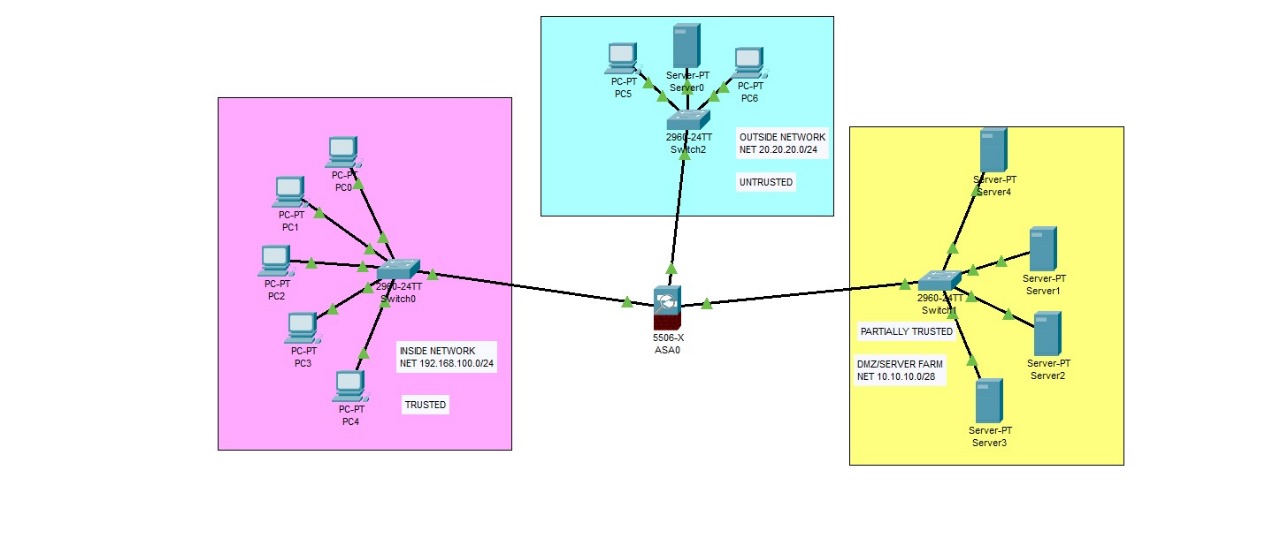 Server-PT
Server0
PC-PT
PC5
PC-PT
PC6
2960-24TT
Switch2
OUTSIDE NETWORK
NET 20.20.20.0/24
UNTRUSTED
PC-PT
PC0
PC-PT
PC1
PC-PT
PC2
2960-24TT
Switch0
PC-PT
PC3
INSIDE NETWORK
NET 192.168.100.0/24
PC-PT
PC4
TRUSTED
5506-X
ASA0
Server-PT
Server4
Server-PT
Server1
2960-24TT
Switch1
PARTIALLY TRUSTED
Server-PT
Server2
DMZ/SERVER FARM
NET 10.10.10.0/28
Server-PT
Server3